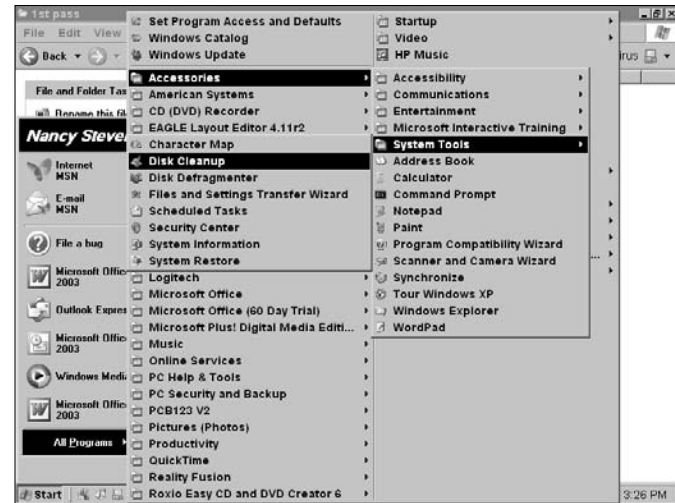 1st pass
File Edit View
Back
irus
File and Folder Tas
Rename this fil
Nancy Steve
Internet
MSN
E-mail
MSN
File a bug
Microsoft Offic
2003
Outlook Expres
Microsoft Offic
2003
Windows Media
Microsoft Offic
2003
All Programs
Start
Set Program Access and Defaults
Windows Catalog
Windows Update
Accessories
American Systems
CD (DVD) Recorder
EAGLE Layout Editor 4.11r2
Character Map
Disk Cleanup
Disk Defragmenter
Files and Settings Transfer Wizard
Scheduled Tasks
Security Center
System Information
System Restore
Logitech
Microsoft Office
Microsoft Office (60 Day Trial)
Microsoft Plus! Digital Media Editi...
Music
Online Services
PC Help & Tools
PC Security and Backup
PCB123 V2
Pictures (Photos)
Productivity
QuickTime
Reality Fusion
Roxio Easy CD and DVD Creator 6
Startup
Video
HP Music
Accessibility
Communications
Entertainment
Microsoft Interactive Training
System Tools
Address Book
Calculator
Command Prompt
Notepad
Paint
Program Compatibility Wizard
Scanner and Camera Wizard
Synchronize
Tour Windows XP
Windows Explorer
WordPad
...
3:26 PM